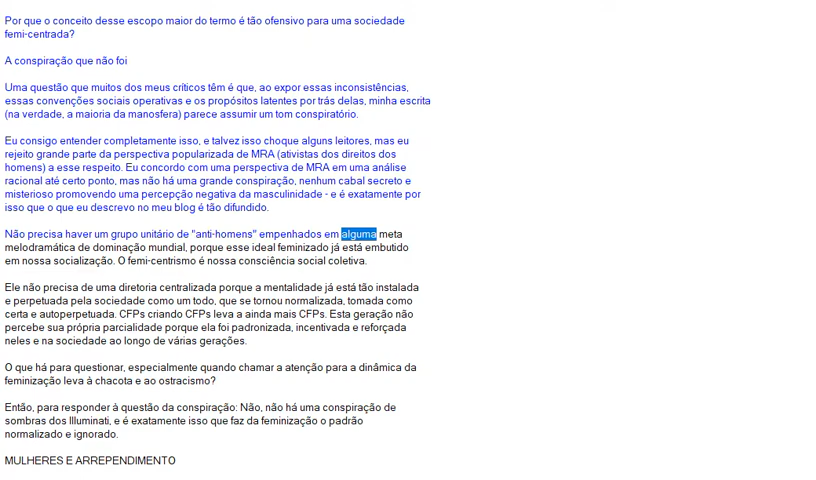 Por que o conceito desse escopo maior do termo é tão ofensivo para uma sociedade
femi-centrada?
A conspiração que não foi
Uma questão que muitos dos meus críticos têm é que, ao expor essas inconsistências,
essas convenções sociais operativas e os propósitos latentes por trás delas, minha escrita
(na verdade, a maioria da manosfera) parece assumir um tom conspiratório.
Eu consigo entender completamente isso, e talvez isso choque alguns leitores, mas eu
rejeito grande parte da perspectiva popularizada de MRA (ativistas dos direitos dos
homens) a esse respeito. Eu concordo com uma perspectiva de MRA em uma análise
racional até certo ponto, mas não há uma grande conspiração, nenhum cabal secreto e
misterioso promovendo uma percepção negativa da masculinidade - e é exatamente por
isso que o que eu descrevo no meu blog é tão difundido.
Não precisa haver um grupo unitário de "anti-homens" empenhados em alguma meta
melodramática de dominação mundial, porque esse ideal feminizado já está embutido
em nossa socialização. O femi-centrismo é nossa consciência social coletiva.
Ele não precisa de uma diretoria centralizada porque a mentalidade já está tão instalada
e perpetuada pela sociedade como um todo, que se tornou normalizada, tomada como
certa e autoperpetuada. CFPs criando CFPs leva a ainda mais CFPs. Esta geração não
percebe sua própria parcialidade porque ela foi padronizada, incentivada e reforçada
neles e na sociedade ao longo de várias gerações.
O que há para questionar, especialmente quando chamar a atenção para a dinâmica da
feminização leva à chacota e ao ostracismo?
Então, para responder à questão da conspiração: Não, não há uma conspiração de
sombras dos Illuminati, e é exatamente isso que faz da feminização o padrão
normalizado e ignorado.
MULHERES E ARREPENDIMENTO